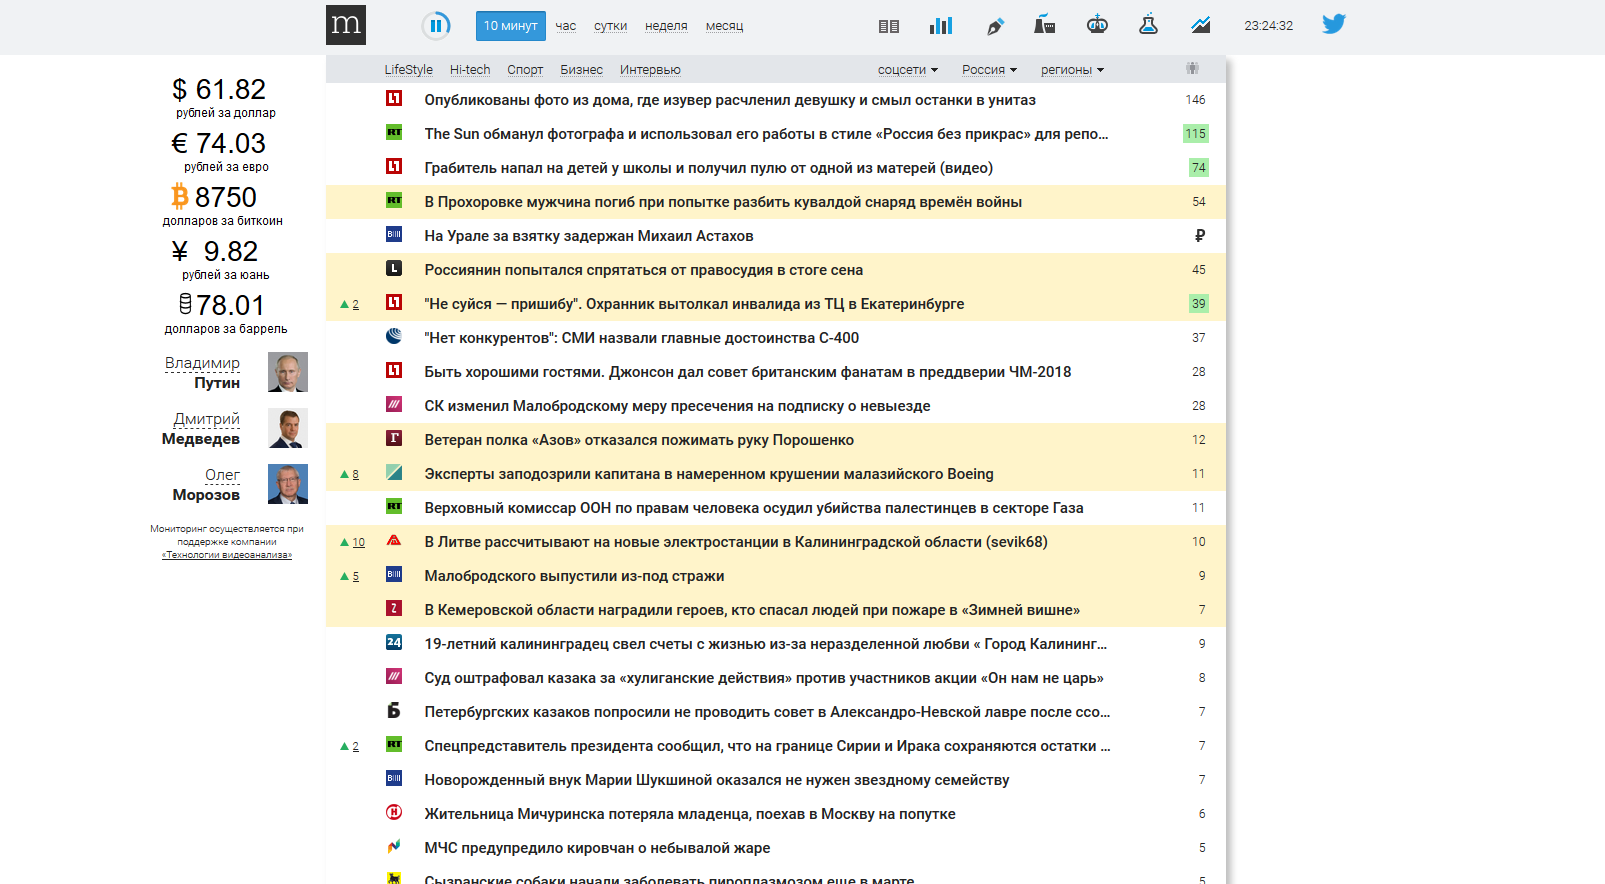 m 10 минут час сутки неделя месяц 23:24:32
LifeStyle Hi-tech Спорт Бизнес Интервью соцсети Россия регионы
$ 61.82
рублей за доллар
€ 74.03
рублей за евро
8750
долларов за биткоин
¥ 9.82
рублей за юань
78.01
долларов за баррель
Владимир
Путин
Дмитрий
Медведев
Олег
Морозов
Мониторинг осуществляется при
поддержке компании
«Технологии видеоанализа»
Опубликованы фото из дома, где изувер расчленил девушку и смыл останки в унитаз 146
RT The Sun обманул фотографа и использовал его работы в стиле «Россия без прикрас» для репо... 115
Грабитель напал на детей у школы и получил пулю от одной из матерей (видео) 74
RT В Прохоровке мужчина погиб при попытке разбить кувалдой снаряд времён войны 54
На Урале за взятку задержан Михаил Астахов ₽
L Россиянин попытался спрятаться от правосудия в стоге сена 45
2 "Не суйся — пришибу". Охранник вытолкал инвалида из ТЦ в Екатеринбурге 39
"Нет конкурентов": СМИ назвали главные достоинства С-400 37
Быть хорошими гостями. Джонсон дал совет британским фанатам в преддверии ЧМ-2018 28
СК изменил Малобродскому меру пресечения на подписку о невыезде 28
Г Ветеран полка «Азов» отказался пожимать руку Порошенко 12
8 Эксперты заподозрили капитана в намеренном крушении малазийского Boeing 11
RT Верховный комиссар ООН по правам человека осудил убийства палестинцев в секторе Газа 11
10 В Литве рассчитывают на новые электростанции в Калининградской области (sevik68) 10
5 Малобродского выпустили из-под стражи 9
2 В Кемеровской области наградили героев, кто спасал людей при пожаре в «Зимней вишне» 7
24 19-летний калининградец свел счеты с жизнью из-за неразделенной любви « Город Калининг... 9
Суд оштрафовал казака за «хулиганские действия» против участников акции «Он нам не царь» 8
Б Петербургских казаков попросили не проводить совет в Александро-Невской лавре после ссо... 7
2 RT Спецпредставитель президента сообщил, что на границе Сирии и Ирака сохраняются остатки ... 7
Новорожденный внук Марии Шукшиной оказался не нужен звездному семейству 7
Н Жительница Мичуринска потеряла младенца, поехав в Москву на попутке 6
МЧС предупредило кировчан о небывалой жаре 5
Сызранские собаки начали заболевать пироплазмозом еще в марте 5